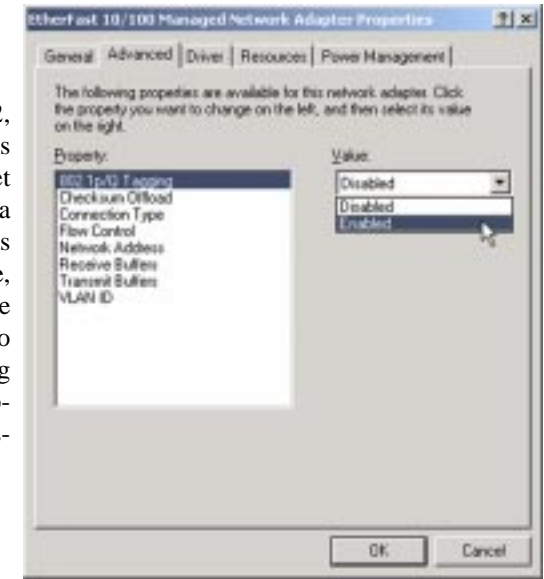 EtherFast 10/100 Managed Network Adapter Properties
General Advanced Driver Resources Power Management
The following properties are available for this network adapter. Click
the property you want to change on the left, and then select its value
on the right.
Property:
802.1p/Q Tagging
Checksum Offload
Connection Type
Flow Control
Network Address
Receive Buffers
Transmit Buffers
VLAN ID
Value:
Disabled
Disabled
Enabled
OK Cancel